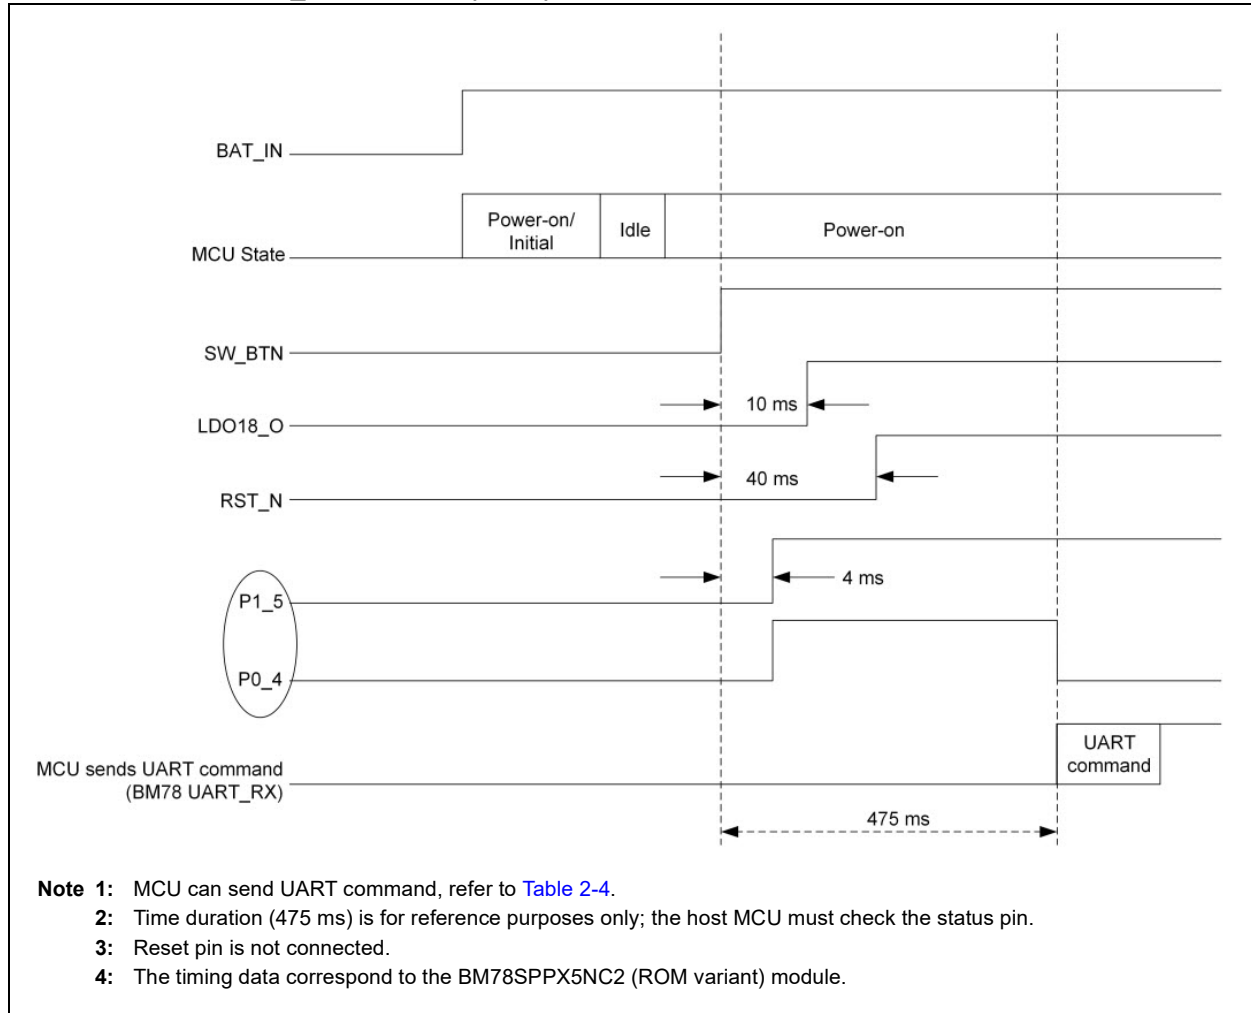 BAT_IN
Power-on/
Initial
Idle
Power-on
MCU State
SW_BTN
10 ms
LDO18_O
40 ms
RST_N
4 ms
P1_5
P0_4
UART
command
MCU sends UART command
(BM78 UART_RX)
475 ms
Note 1: MCU can send UART command, refer to Table 2-4.
2: Time duration (475 ms) is for reference purposes only; the host MCU must check the status pin.
3: Reset pin is not connected.
4: The timing data correspond to the BM78SPPX5NC2 (ROM variant) module.